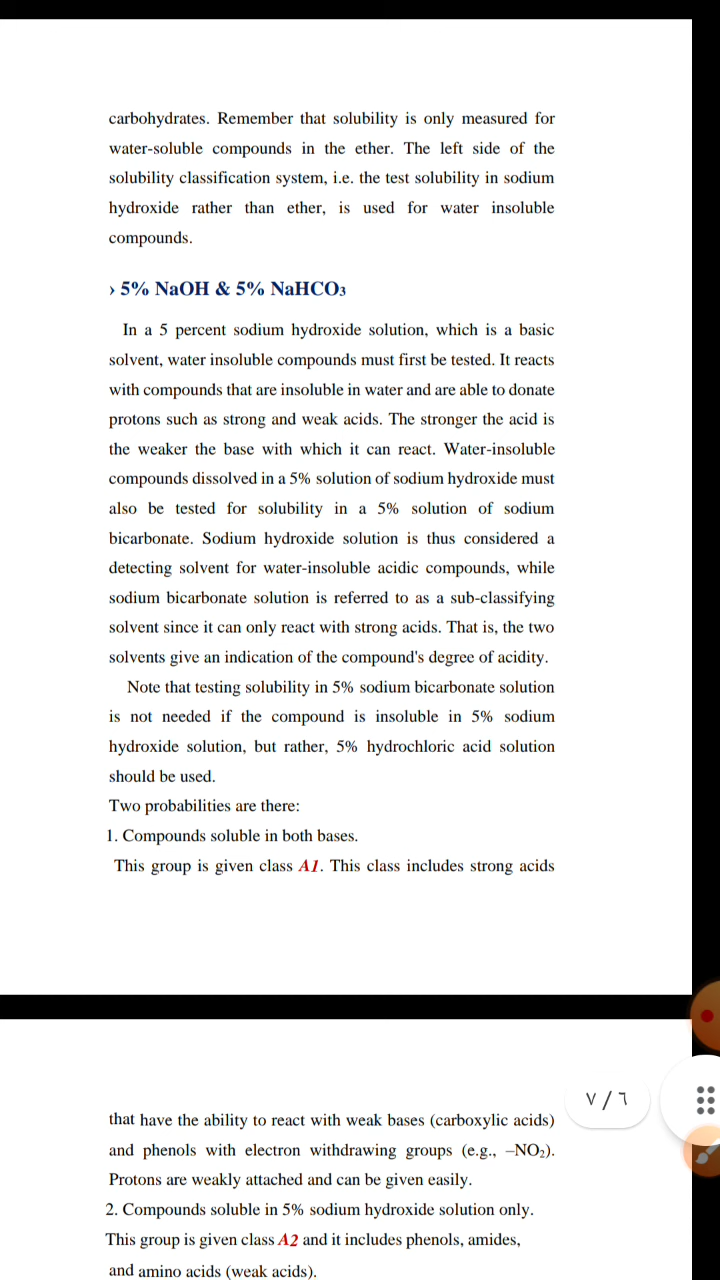 carbohydrates. Remember that solubility is only measured for
water-soluble compounds in the ether. The left side of the
solubility classification system, i.e. the test solubility in sodium
hydroxide rather than ether, is used for water insoluble
compounds.
› 5% NaOH & 5% NaHCO₃
In a 5 percent sodium hydroxide solution, which is a basic
solvent, water insoluble compounds must first be tested. It reacts
with compounds that are insoluble in water and are able to donate
protons such as strong and weak acids. The stronger the acid is
the weaker the base with which it can react. Water-insoluble
compounds dissolved in a 5% solution of sodium hydroxide must
also be tested for solubility in a 5% solution of sodium
bicarbonate. Sodium hydroxide solution is thus considered a
detecting solvent for water-insoluble acidic compounds, while
sodium bicarbonate solution is referred to as a sub-classifying
solvent since it can only react with strong acids. That is, the two
solvents give an indication of the compound's degree of acidity.
Note that testing solubility in 5% sodium bicarbonate solution
is not needed if the compound is insoluble in 5% sodium
hydroxide solution, but rather, 5% hydrochloric acid solution
should be used.
Two probabilities are there:
1. Compounds soluble in both bases.
This group is given class A1. This class includes strong acids
٧ / ٦
that have the ability to react with weak bases (carboxylic acids)
and phenols with electron withdrawing groups (e.g., –NO₂).
Protons are weakly attached and can be given easily.
2. Compounds soluble in 5% sodium hydroxide solution only.
This group is given class A2 and it includes phenols, amides,
and amino acids (weak acids).